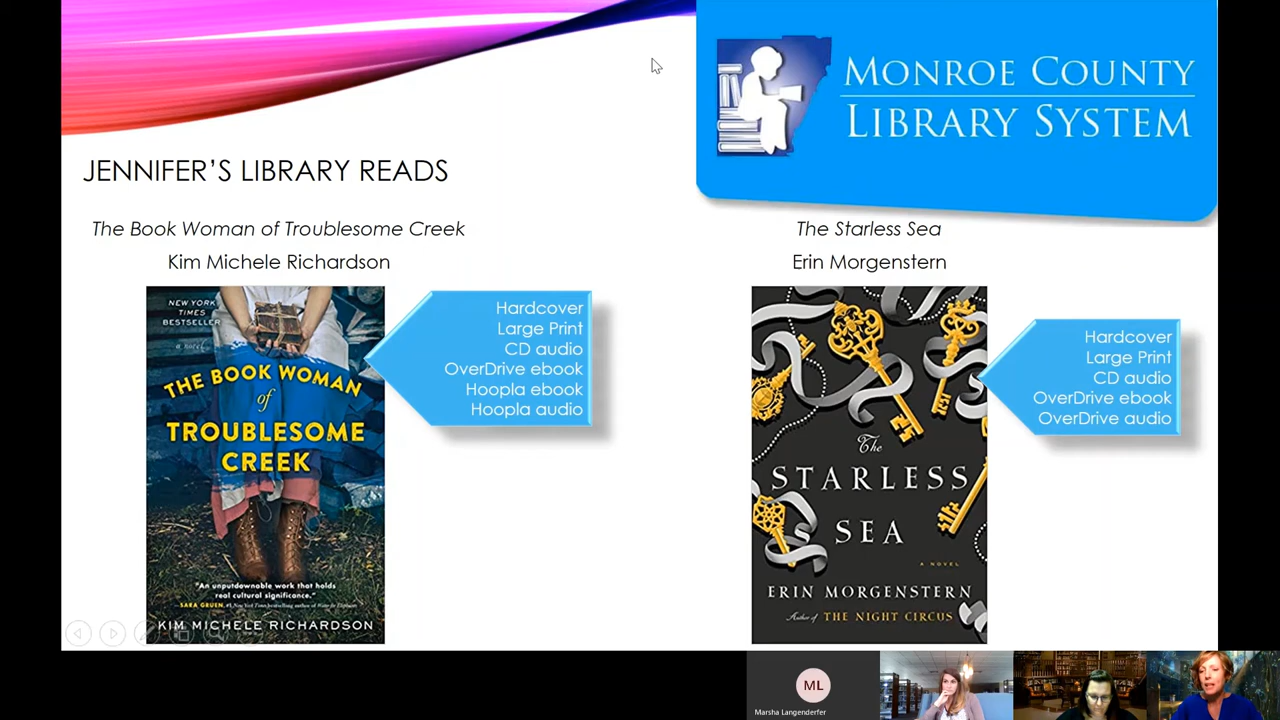 MONROE COUNTY
LIBRARY SYSTEM
JENNIFER'S LIBRARY READS
The Book Woman of Troublesome Creek
Kim Michele Richardson
NEW YORK
TIMES
BESTSELLER
a novel
THE BOOK WOMAN
of
TROUBLESOME
CREEK
"An unputdownable work that holds
real cultural significance."
—SARA GRUEN, #1 New York Times bestselling author of Water for Elephants
KIM MICHELE RICHARDSON
Hardcover
Large Print
CD audio
OverDrive ebook
Hoopla ebook
Hoopla audio
The Starless Sea
Erin Morgenstern
The
STARLESS
SEA
A NOVEL
ERIN MORGENSTERN
Author of THE NIGHT CIRCUS
Hardcover
Large Print
CD audio
OverDrive ebook
OverDrive audio
ML
Marsha Langenderfer